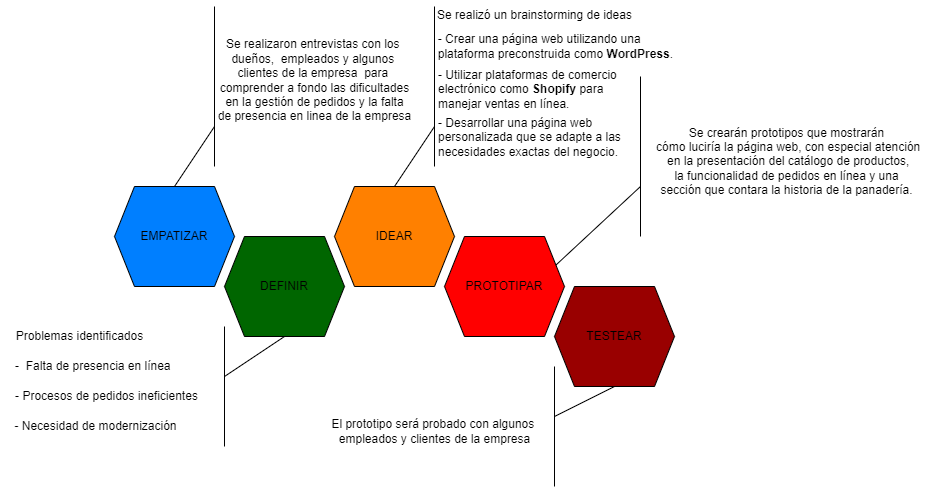 Se realizaron entrevistas con los
dueños, empleados y algunos
clientes de la empresa para
comprender a fondo las dificultades
en la gestión de pedidos y la falta
de presencia en linea de la empresa
Se realizó un brainstorming de ideas
- Crear una página web utilizando una
plataforma preconstruida como WordPress.
- Utilizar plataformas de comercio
electrónico como Shopify para
manejar ventas en línea.
- Desarrollar una página web
personalizada que se adapte a las
necesidades exactas del negocio.
Se crearán prototipos que mostrarán
cómo luciría la página web, con especial atención
en la presentación del catálogo de productos,
la funcionalidad de pedidos en línea y una
sección que contara la historia de la panadería.
EMPATIZAR
DEFINIR
IDEAR
PROTOTIPAR
TESTEAR
Problemas identificados
- Falta de presencia en línea
- Procesos de pedidos ineficientes
- Necesidad de modernización
El prototipo será probado con algunos
empleados y clientes de la empresa